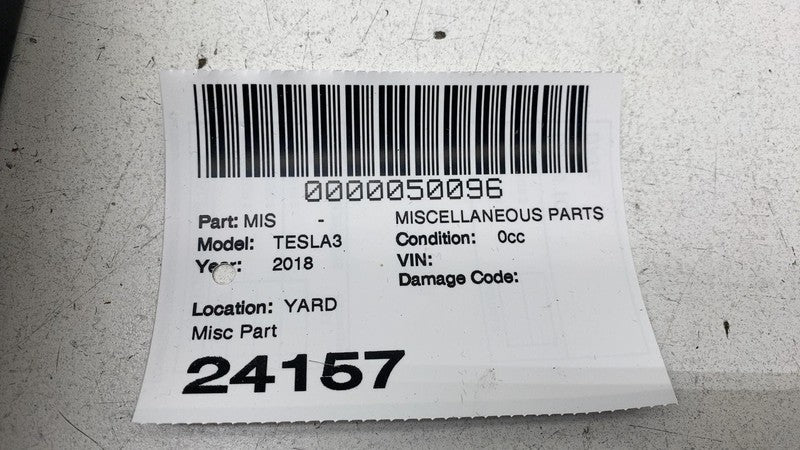 0000050096
Part: MIS - MISCELLANEOUS PARTS
Model: TESLA3 Condition: 0cc
Year: 2018 VIN:
Damage Code:
Location: YARD
Misc Part
24157